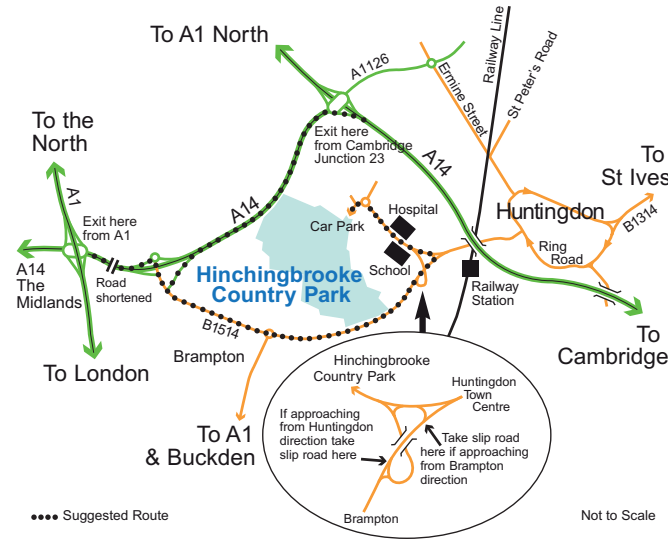 To A1 North
A1126
Ermine Street
Railway Line
St Peter's Road
To the
North
A1
Exit here
from Cambridge
Junction 23
A14
To
St Ives
B1314
Exit here
from A1
A14
Hospital
Car Park
Huntingdon
A14
The
Midlands
Road
shortened
Hinchingbrooke
Country Park
School
Ring
Road
Railway
Station
B1514
Brampton
To London
To
Cambridge
Hinchingbrooke
Country Park
Huntingdon
Town
Centre
To A1
& Buckden
If approaching
from Huntingdon
direction take
slip road here
Take slip road
here if approaching
from Brampton
direction
Brampton
Suggested Route
Not to Scale